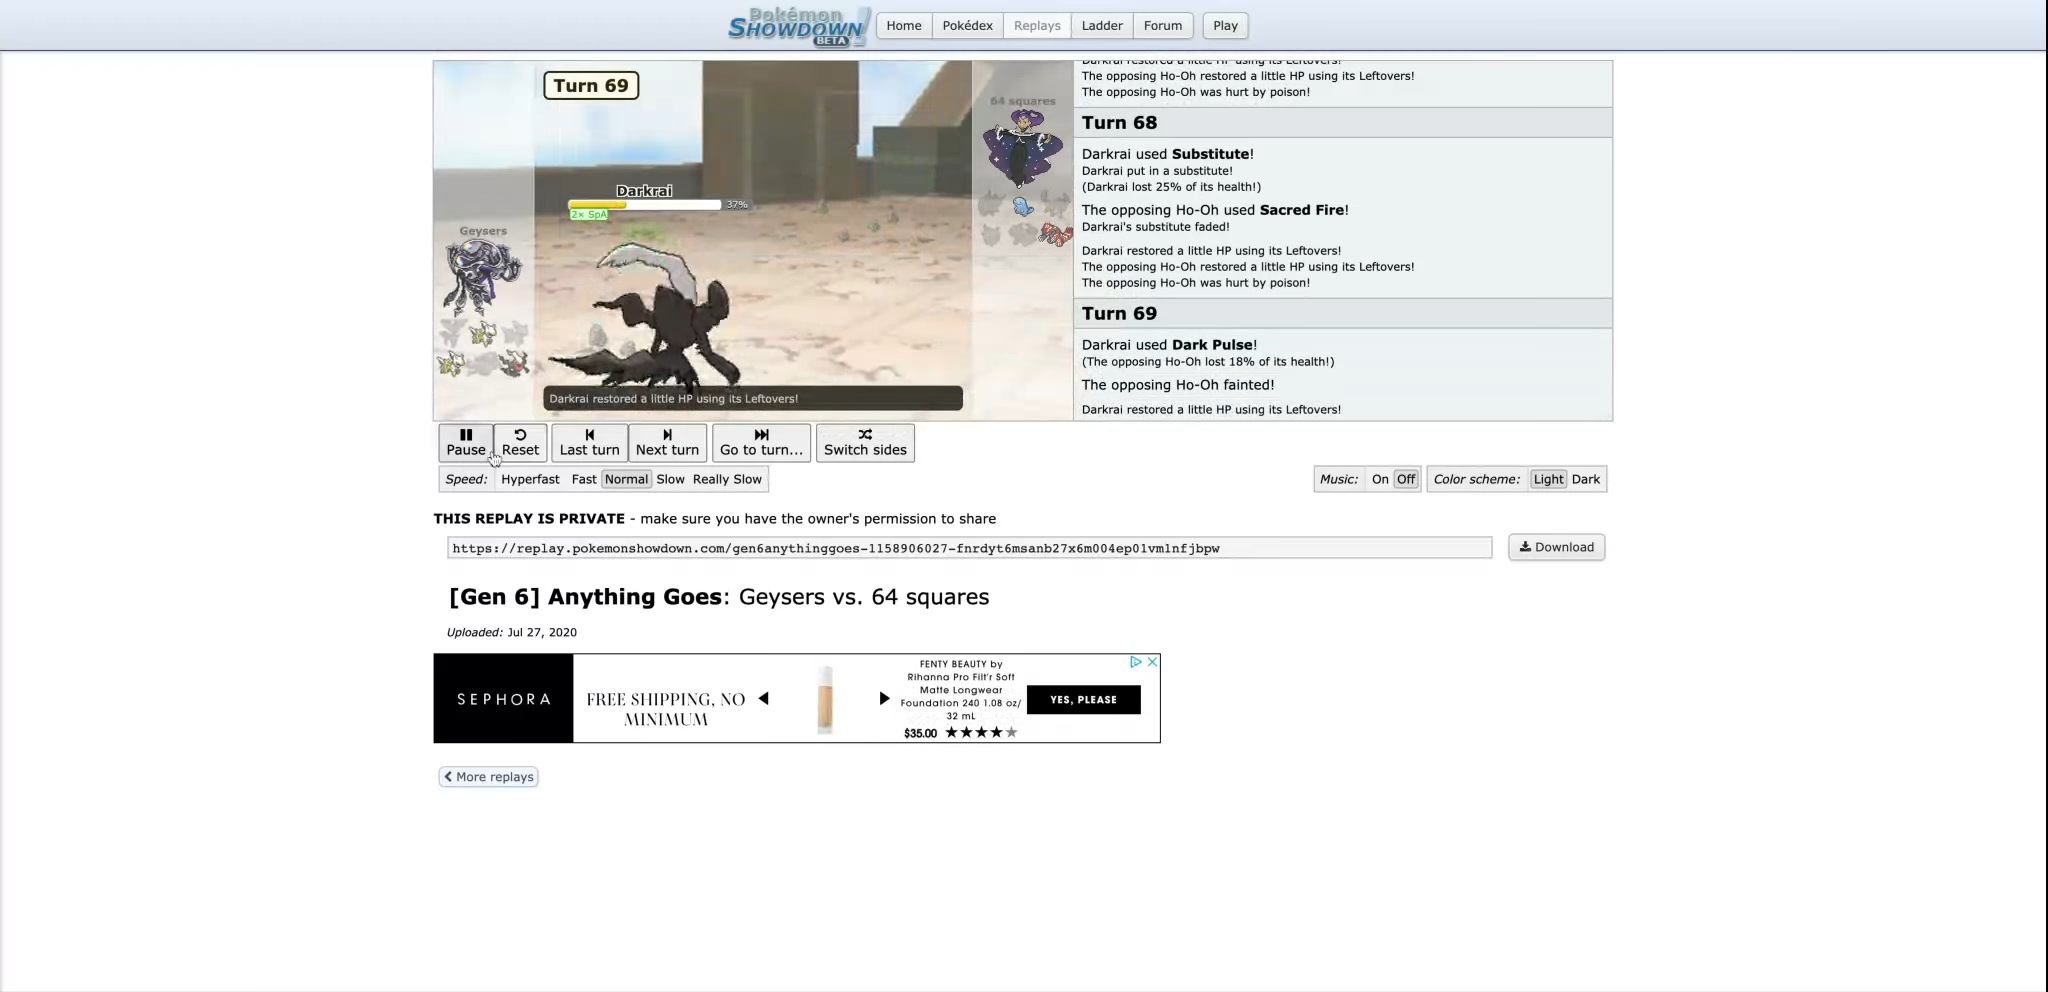 Pokémon
SHOWDOWN!
BETA
Home
Pokédex
Replays
Ladder
Forum
Play
Turn 69
64 squares
Darkrai
37%
2× SpA
Geysers
Darkrai restored a little HP using its Leftovers!
Darkrai restored a little HP using its Leftovers!
The opposing Ho-Oh restored a little HP using its Leftovers!
The opposing Ho-Oh was hurt by poison!
Turn 68
Darkrai used Substitute!
Darkrai put in a substitute!
(Darkrai lost 25% of its health!)
The opposing Ho-Oh used Sacred Fire!
Darkrai's substitute faded!
Darkrai restored a little HP using its Leftovers!
The opposing Ho-Oh restored a little HP using its Leftovers!
The opposing Ho-Oh was hurt by poison!
Turn 69
Darkrai used Dark Pulse!
(The opposing Ho-Oh lost 18% of its health!)
The opposing Ho-Oh fainted!
Darkrai restored a little HP using its Leftovers!
Pause
Reset
Last turn
Next turn
Go to turn...
Switch sides
Speed: Hyperfast Fast Normal Slow Really Slow
Music: On Off
Color scheme: Light Dark
THIS REPLAY IS PRIVATE - make sure you have the owner's permission to share
https://replay.pokemonshowdown.com/gen6anythinggoes-1158906027-fnrdyt6msanb27x6m004ep01vmlnfjbpw
Download
[Gen 6] Anything Goes: Geysers vs. 64 squares
Uploaded: Jul 27, 2020
SEPHORA
FREE SHIPPING, NO
MINIMUM
FENTY BEAUTY by
Rihanna Pro Filt'r Soft
Matte Longwear
Foundation 240 1.08 oz/
32 mL
$35.00
YES, PLEASE
More replays